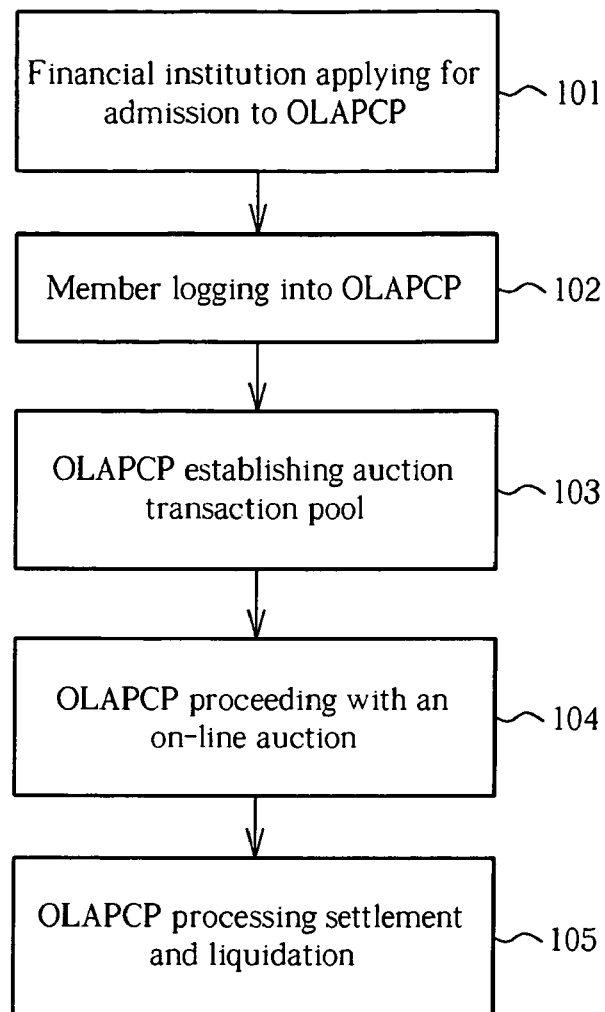 Financial institution applying for
admission to OLAPCP
101
Member logging into OLAPCP
102
OLAPCP establishing auction
transaction pool
103
OLAPCP proceeding with an
on-line auction
104
OLAPCP processing settlement
and liquidation
105